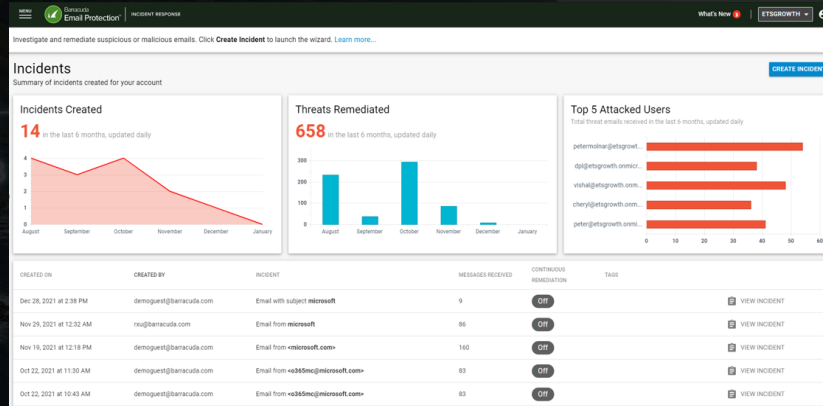 MENU
Barracuda
Email Protection™ INCIDENT RESPONSE
What's New 3 ETSGROWTH
Investigate and remediate suspicious or malicious emails. Click Create Incident to launch the wizard. Learn more...
Incidents
Summary of incidents created for your account
CREATE INCIDENT
Incidents Created
14 in the last 6 months, updated daily
4
3
2
1
0
August September October November December January
Threats Remediated
658 in the last 6 months, updated daily
300
200
100
0
August September October November December January
Top 5 Attacked Users
Total threat emails received in the last 6 months, updated daily
petermolnar@etsgrowt...
dpl@etsgrowth.onmicr...
vishal@etsgrowth.onm...
cheryl@etsgrowth.onm...
peter@etsgrowth.onmi...
0 10 20 30 40 50 60
CREATED ON CREATED BY INCIDENT MESSAGES RECEIVED CONTINUOUS REMEDIATION TAGS
Dec 28, 2021 at 2:38 PM demoguest@barracuda.com Email with subject microsoft 9 Off VIEW INCIDENT
Nov 29, 2021 at 12:32 AM rxu@barracuda.com Email from microsoft 86 Off VIEW INCIDENT
Nov 19, 2021 at 12:18 PM demoguest@barracuda.com Email from <microsoft.com> 160 Off VIEW INCIDENT
Oct 22, 2021 at 11:30 AM demoguest@barracuda.com Email from <o365mc@microsoft.com> 83 Off VIEW INCIDENT
Oct 22, 2021 at 10:43 AM demoguest@barracuda.com Email from <o365mc@microsoft.com> 83 Off VIEW INCIDENT